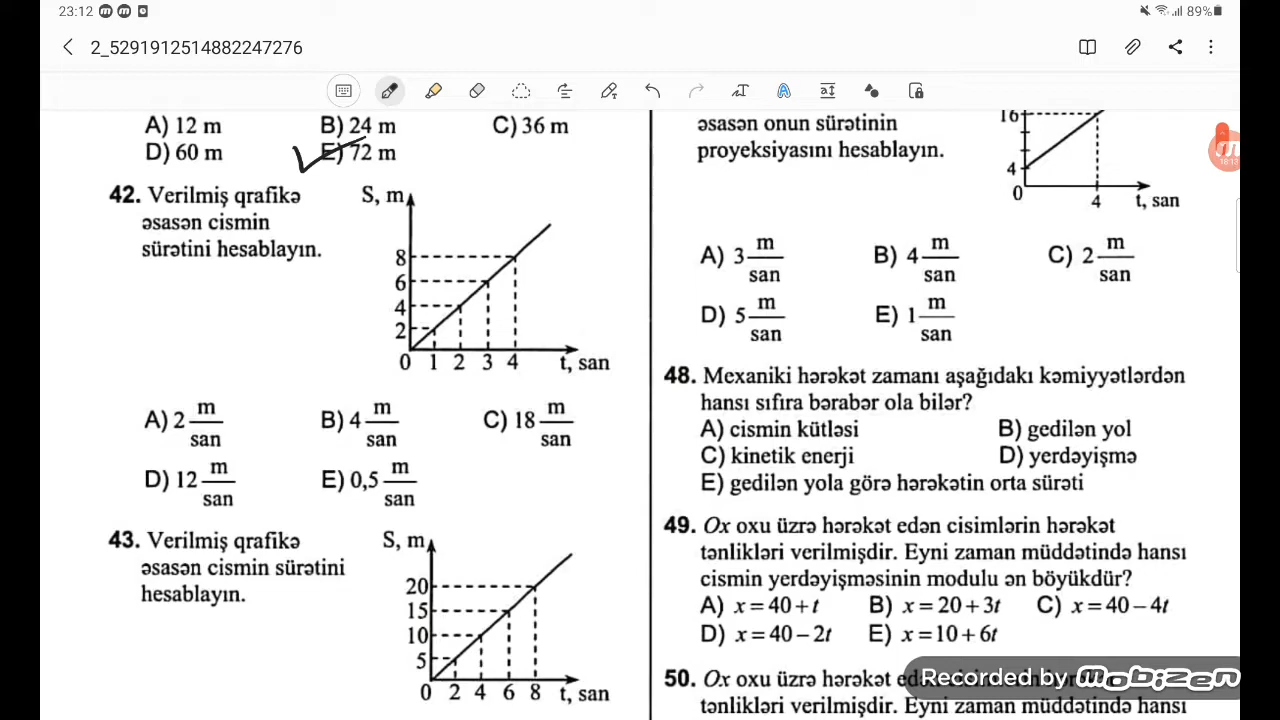 23:12
89%
2_5291912514882247276
A) 12 m B) 24 m C) 36 m
D) 60 m E) 72 m
42. Verilmiş qrafikə
əsasən cismin
sürətini hesablayın.
S, m
8
6
4
2
0 1 2 3 4 t, san
A) 2 m/san B) 4 m/san C) 18 m/san
D) 12 m/san E) 0,5 m/san
43. Verilmiş qrafikə
əsasən cismin sürətini
hesablayın.
S, m
20
15
10
5
0 2 4 6 8 t, san
əsasən onun sürətinin
proyeksiyasını hesablayın.
16
4
0 4 t, san
A) 3 m/san B) 4 m/san C) 2 m/san
D) 5 m/san E) 1 m/san
48. Mexaniki hərəkət zamanı aşağıdakı kəmiyyətlərdən
hansı sıfıra bərabər ola bilər?
A) cismin kütləsi B) gedilən yol
C) kinetik enerji D) yerdəyişmə
E) gedilən yola görə hərəkətin orta sürəti
49. Ox oxu üzrə hərəkət edən cisimlərin hərəkət
tənlikləri verilmişdir. Eyni zaman müddətində hansı
cismin yerdəyişməsinin modulu ən böyükdür?
A) x = 40 + t B) x = 20 + 3t C) x = 40 − 4t
D) x = 40 − 2t E) x = 10 + 6t
50. Ox oxu üzrə hərəkət
tənlikləri verilmişdir. Eyni zaman müddətində hansı
Recorded by mobizen